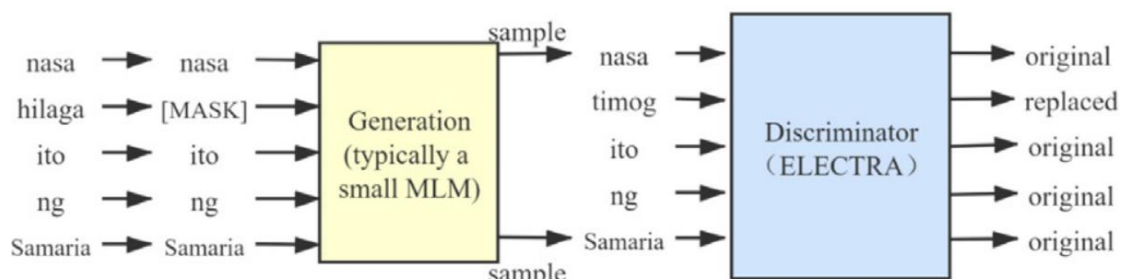 sample
nasa nasa nasa original
hilaga [MASK] timog replaced
ito ito ito original
ng ng ng original
Samaria Samaria Samaria original
Generation
(typically a
small MLM)
Discriminator
（ELECTRA）
sample